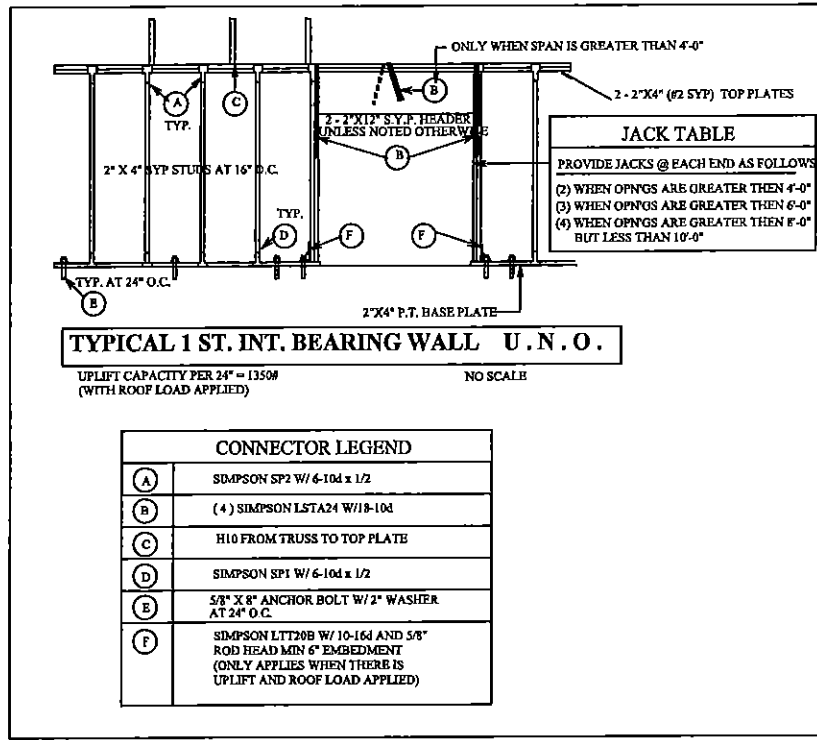 ONLY WHEN SPAN IS GREATER THAN 4'-0"
B
A
TYP.
C
2 - 2"X4" (#2 SYP) TOP PLATES
2 - 2"X12" S.Y.P. HEADER
UNLESS NOTED OTHERWISE
B
2" X 4" SYP STUDS AT 16" O.C.
JACK TABLE
PROVIDE JACKS @ EACH END AS FOLLOWS
(2) WHEN OPN'GS ARE GREATER THEN 4'-0"
(3) WHEN OPN'GS ARE GREATER THEN 6'-0"
(4) WHEN OPN'GS ARE GREATER THEN 8'-0"
BUT LESS THAN 10'-0"
TYP.
D
F
F
TYP. AT 24" O.C.
E
2"X4" P.T. BASE PLATE
TYPICAL 1 ST. INT. BEARING WALL U.N.O.
UPLIFT CAPACITY PER 24" = 1350#
(WITH ROOF LOAD APPLIED)
NO SCALE
CONNECTOR LEGEND
A SIMPSON SP2 W/ 6-10d x 1/2
B (4) SIMPSON LSTA24 W/18-10d
C H10 FROM TRUSS TO TOP PLATE
D SIMPSON SP1 W/ 6-10d x 1/2
E 5/8" X 8" ANCHOR BOLT W/ 2" WASHER
AT 24" O.C.
F SIMPSON LTT20B W/ 10-16d AND 5/8"
ROD HEAD MIN 6" EMBEDMENT
(ONLY APPLIES WHEN THERE IS
UPLIFT AND ROOF LOAD APPLIED)